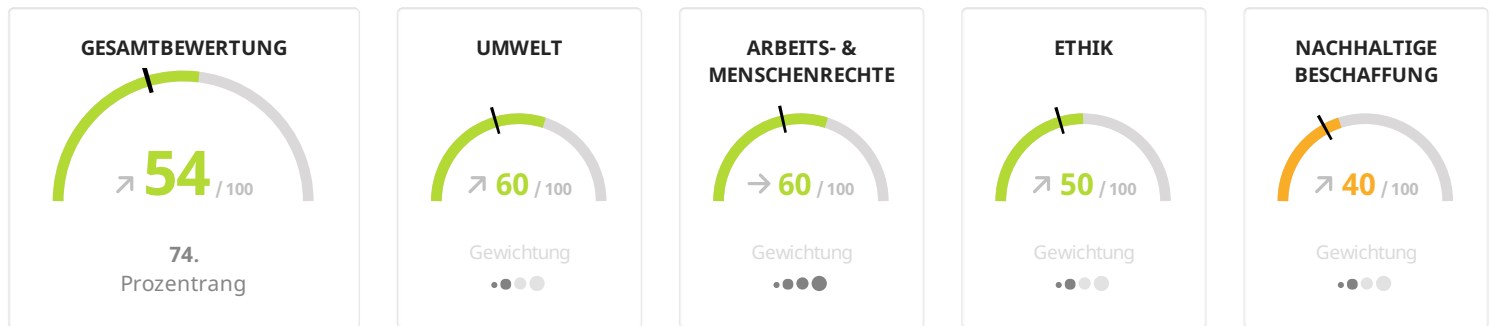 GESAMTBEWERTUNG
54 / 100
74.
Prozentrang
UMWELT
60 / 100
Gewichtung
ARBEITS- &
MENSCHENRECHTE
60 / 100
Gewichtung
ETHIK
50 / 100
Gewichtung
NACHHALTIGE
BESCHAFFUNG
40 / 100
Gewichtung